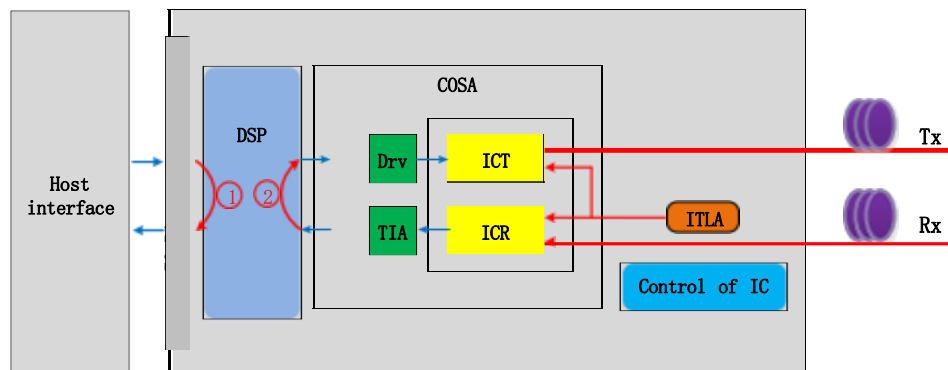 COSA
DSP
Drv
ICT
Tx
Host
interface
①
②
TIA
ICR
ITLA
Rx
Control of IC